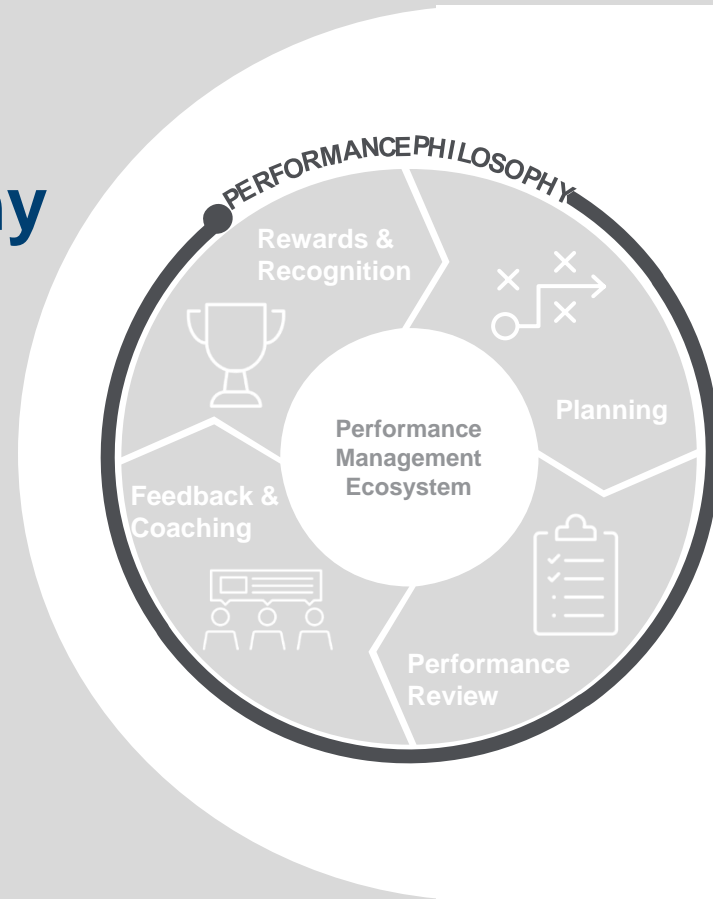 PERFORMANCE PHILOSOPHY
Rewards &
Recognition
Planning
Performance
Management
Ecosystem
Feedback &
Coaching
Performance
Review